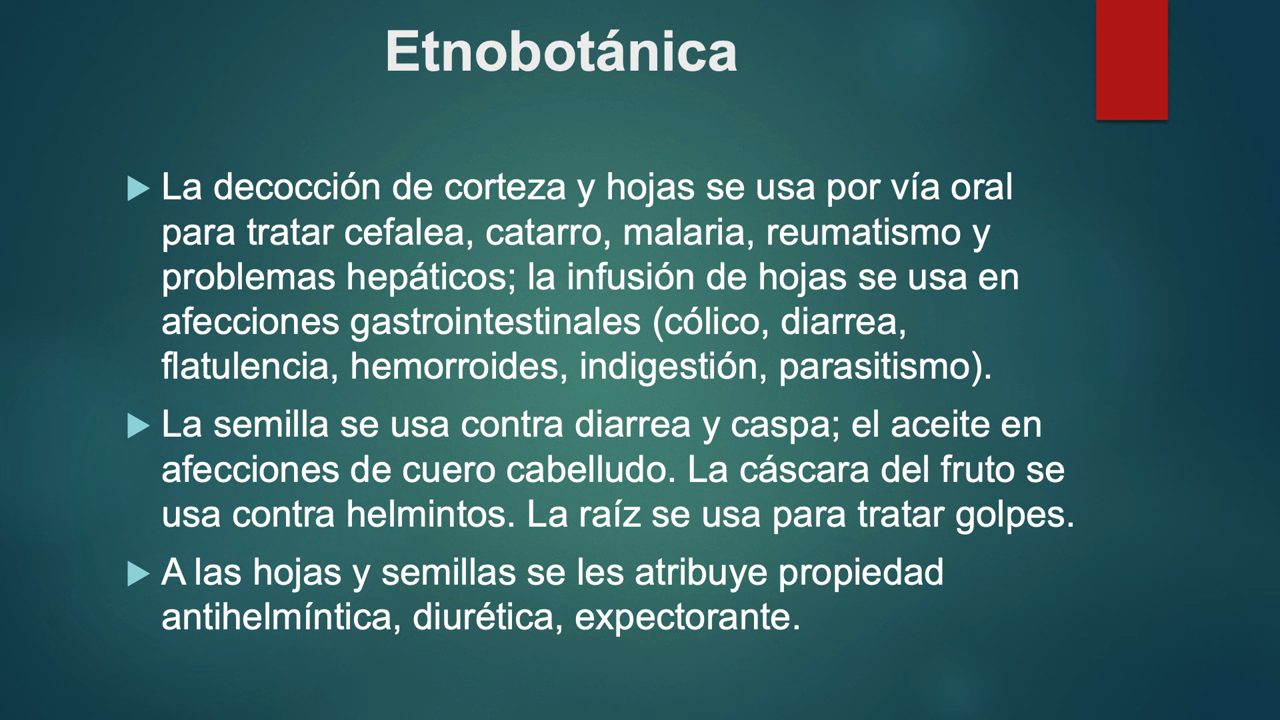 Etnobotánica
La decocción de corteza y hojas se usa por vía oral
para tratar cefalea, catarro, malaria, reumatismo y
problemas hepáticos; la infusión de hojas se usa en
afecciones gastrointestinales (cólico, diarrea,
flatulencia, hemorroides, indigestión, parasitismo).
La semilla se usa contra diarrea y caspa; el aceite en
afecciones de cuero cabelludo. La cáscara del fruto se
usa contra helmintos. La raíz se usa para tratar golpes.
A las hojas y semillas se les atribuye propiedad
antihelmíntica, diurética, expectorante.